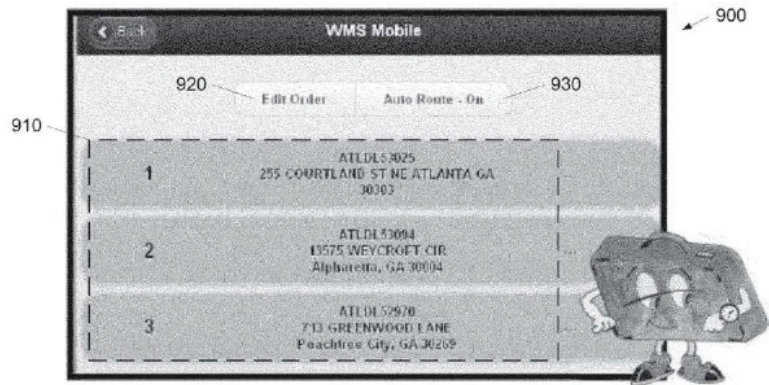 Back
WMS Mobile
900
920
930
Edit Order
Auto Route - On
910
1
ATLDL53025
255 COURTLAND ST NE ATLANTA GA
30303
2
ATLDL53094
13575 WEYCROFT CIR
Alpharetta, GA 30004
3
ATLDL52970
713 GREENWOOD LANE
Peachtree City, GA 30269